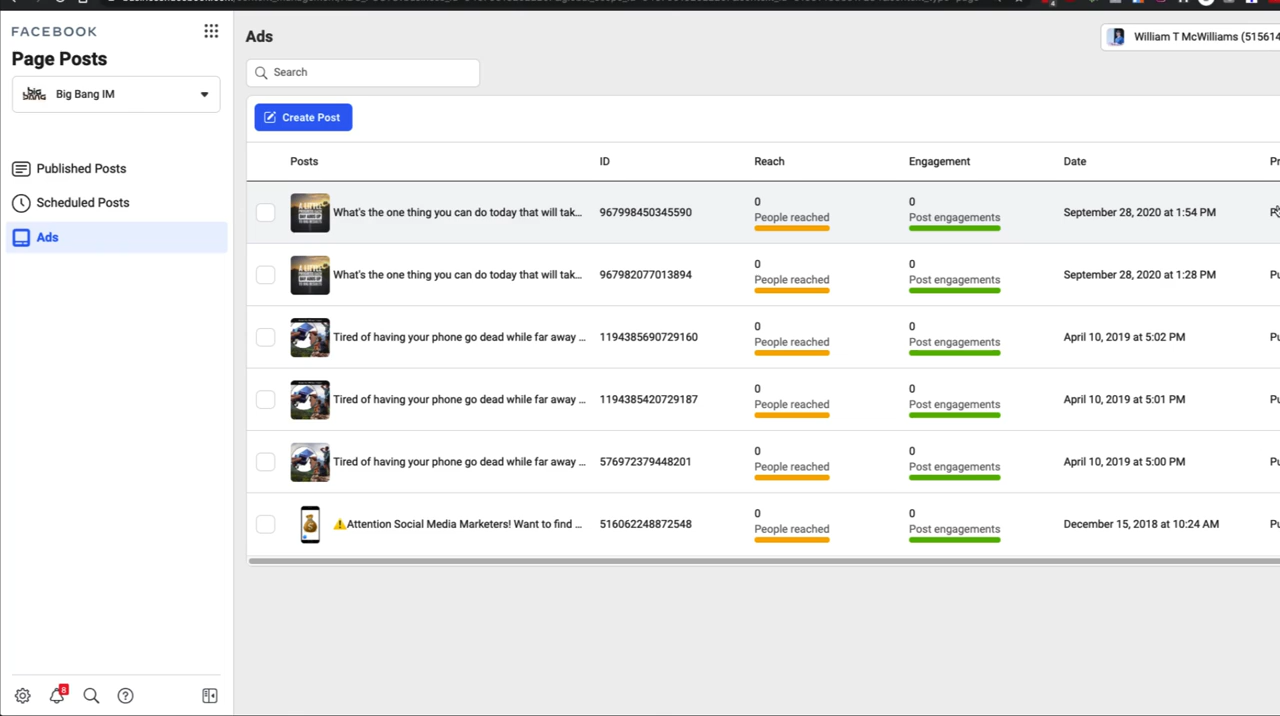 FACEBOOK
Page Posts
Big Bang IM
Published Posts
Scheduled Posts
Ads
8
Ads
William T McWilliams (515614
Search
Create Post
Posts ID Reach Engagement Date Pr
What's the one thing you can do today that will tak... 967998450345590 0 People reached 0 Post engagements September 28, 2020 at 1:54 PM
What's the one thing you can do today that will tak... 967982077013894 0 People reached 0 Post engagements September 28, 2020 at 1:28 PM Pu
Tired of having your phone go dead while far away ... 1194385690729160 0 People reached 0 Post engagements April 10, 2019 at 5:02 PM Pu
Tired of having your phone go dead while far away ... 1194385420729187 0 People reached 0 Post engagements April 10, 2019 at 5:01 PM Pu
Tired of having your phone go dead while far away ... 576972379448201 0 People reached 0 Post engagements April 10, 2019 at 5:00 PM Pu
⚠️Attention Social Media Marketers! Want to find ... 516062248872548 0 People reached 0 Post engagements December 15, 2018 at 10:24 AM Pu